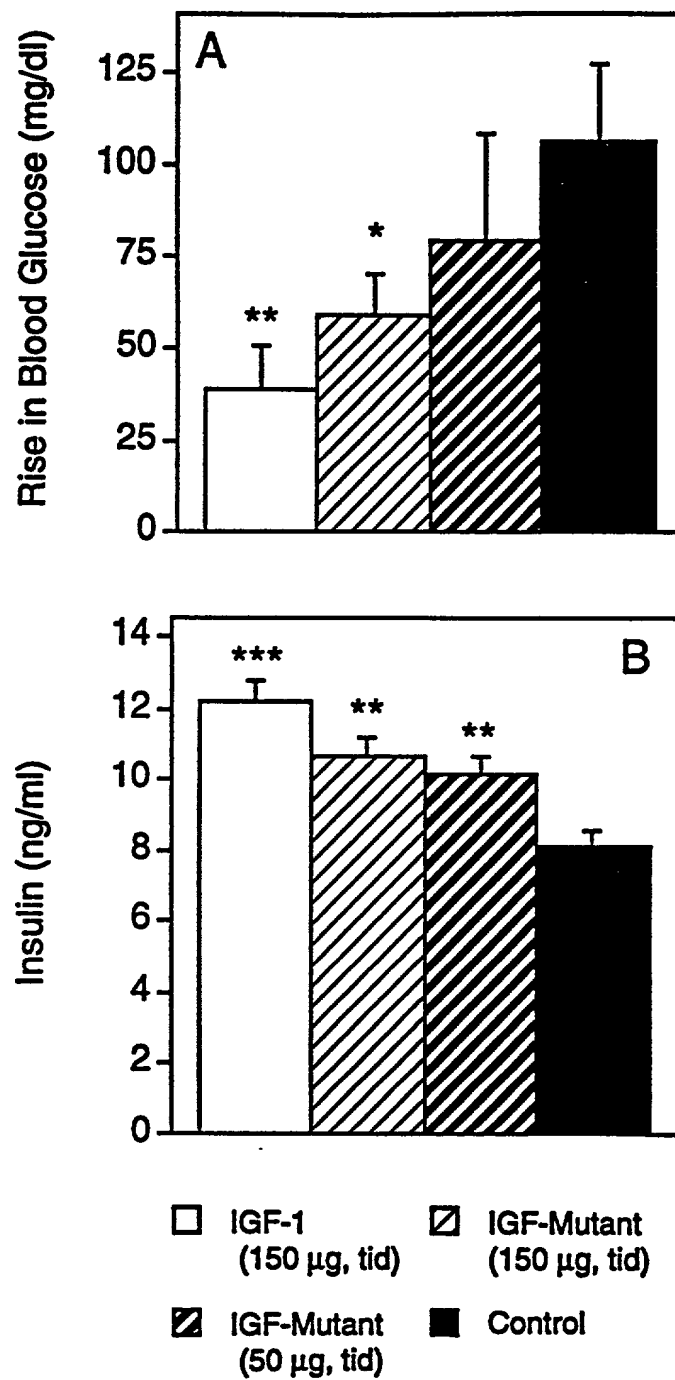 A
Rise in Blood Glucose (mg/dl)
125
100
75
50
25
0
**
*
B
Insulin (ng/ml)
14
12
10
8
6
4
2
0
***
**
**
IGF-1
(150 µg, tid)
IGF-Mutant
(150 µg, tid)
IGF-Mutant
(50 µg, tid)
Control